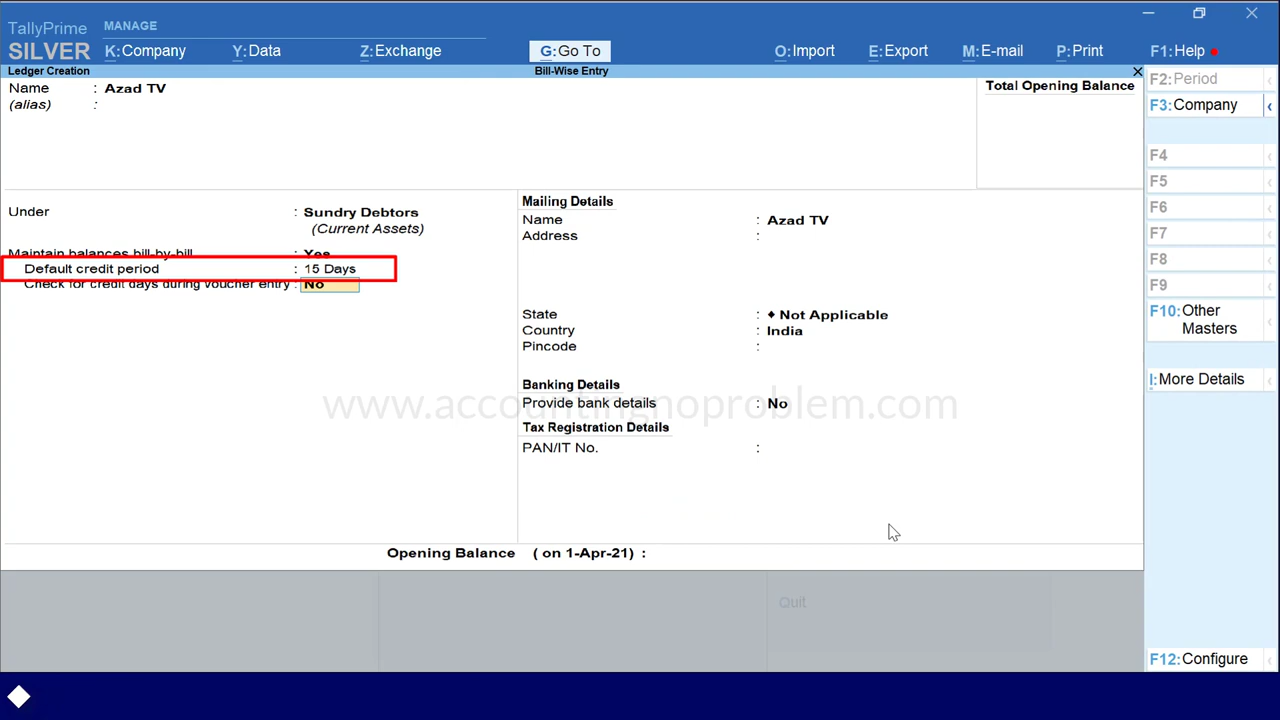 TallyPrime
MANAGE
SILVER
K:Company
Y:Data
Z:Exchange
G:Go To
O:Import
E:Export
M:E-mail
P:Print
F1:Help
Ledger Creation
Bill-Wise Entry
Name : Azad TV
(alias) :
Total Opening Balance
Under : Sundry Debtors
(Current Assets)
Maintain balances bill-by-bill : Yes
Default credit period : 15 Days
Check for credit days during voucher entry : No
Mailing Details
Name : Azad TV
Address :
State : ♦ Not Applicable
Country : India
Pincode :
Banking Details
Provide bank details : No
Tax Registration Details
PAN/IT No. :
www.accountingnoproblem.com
Opening Balance ( on 1-Apr-21) :
Quit
F2:Period
F3:Company
F4
F5
F6
F7
F8
F9
F10:Other
Masters
I:More Details
F12:Configure